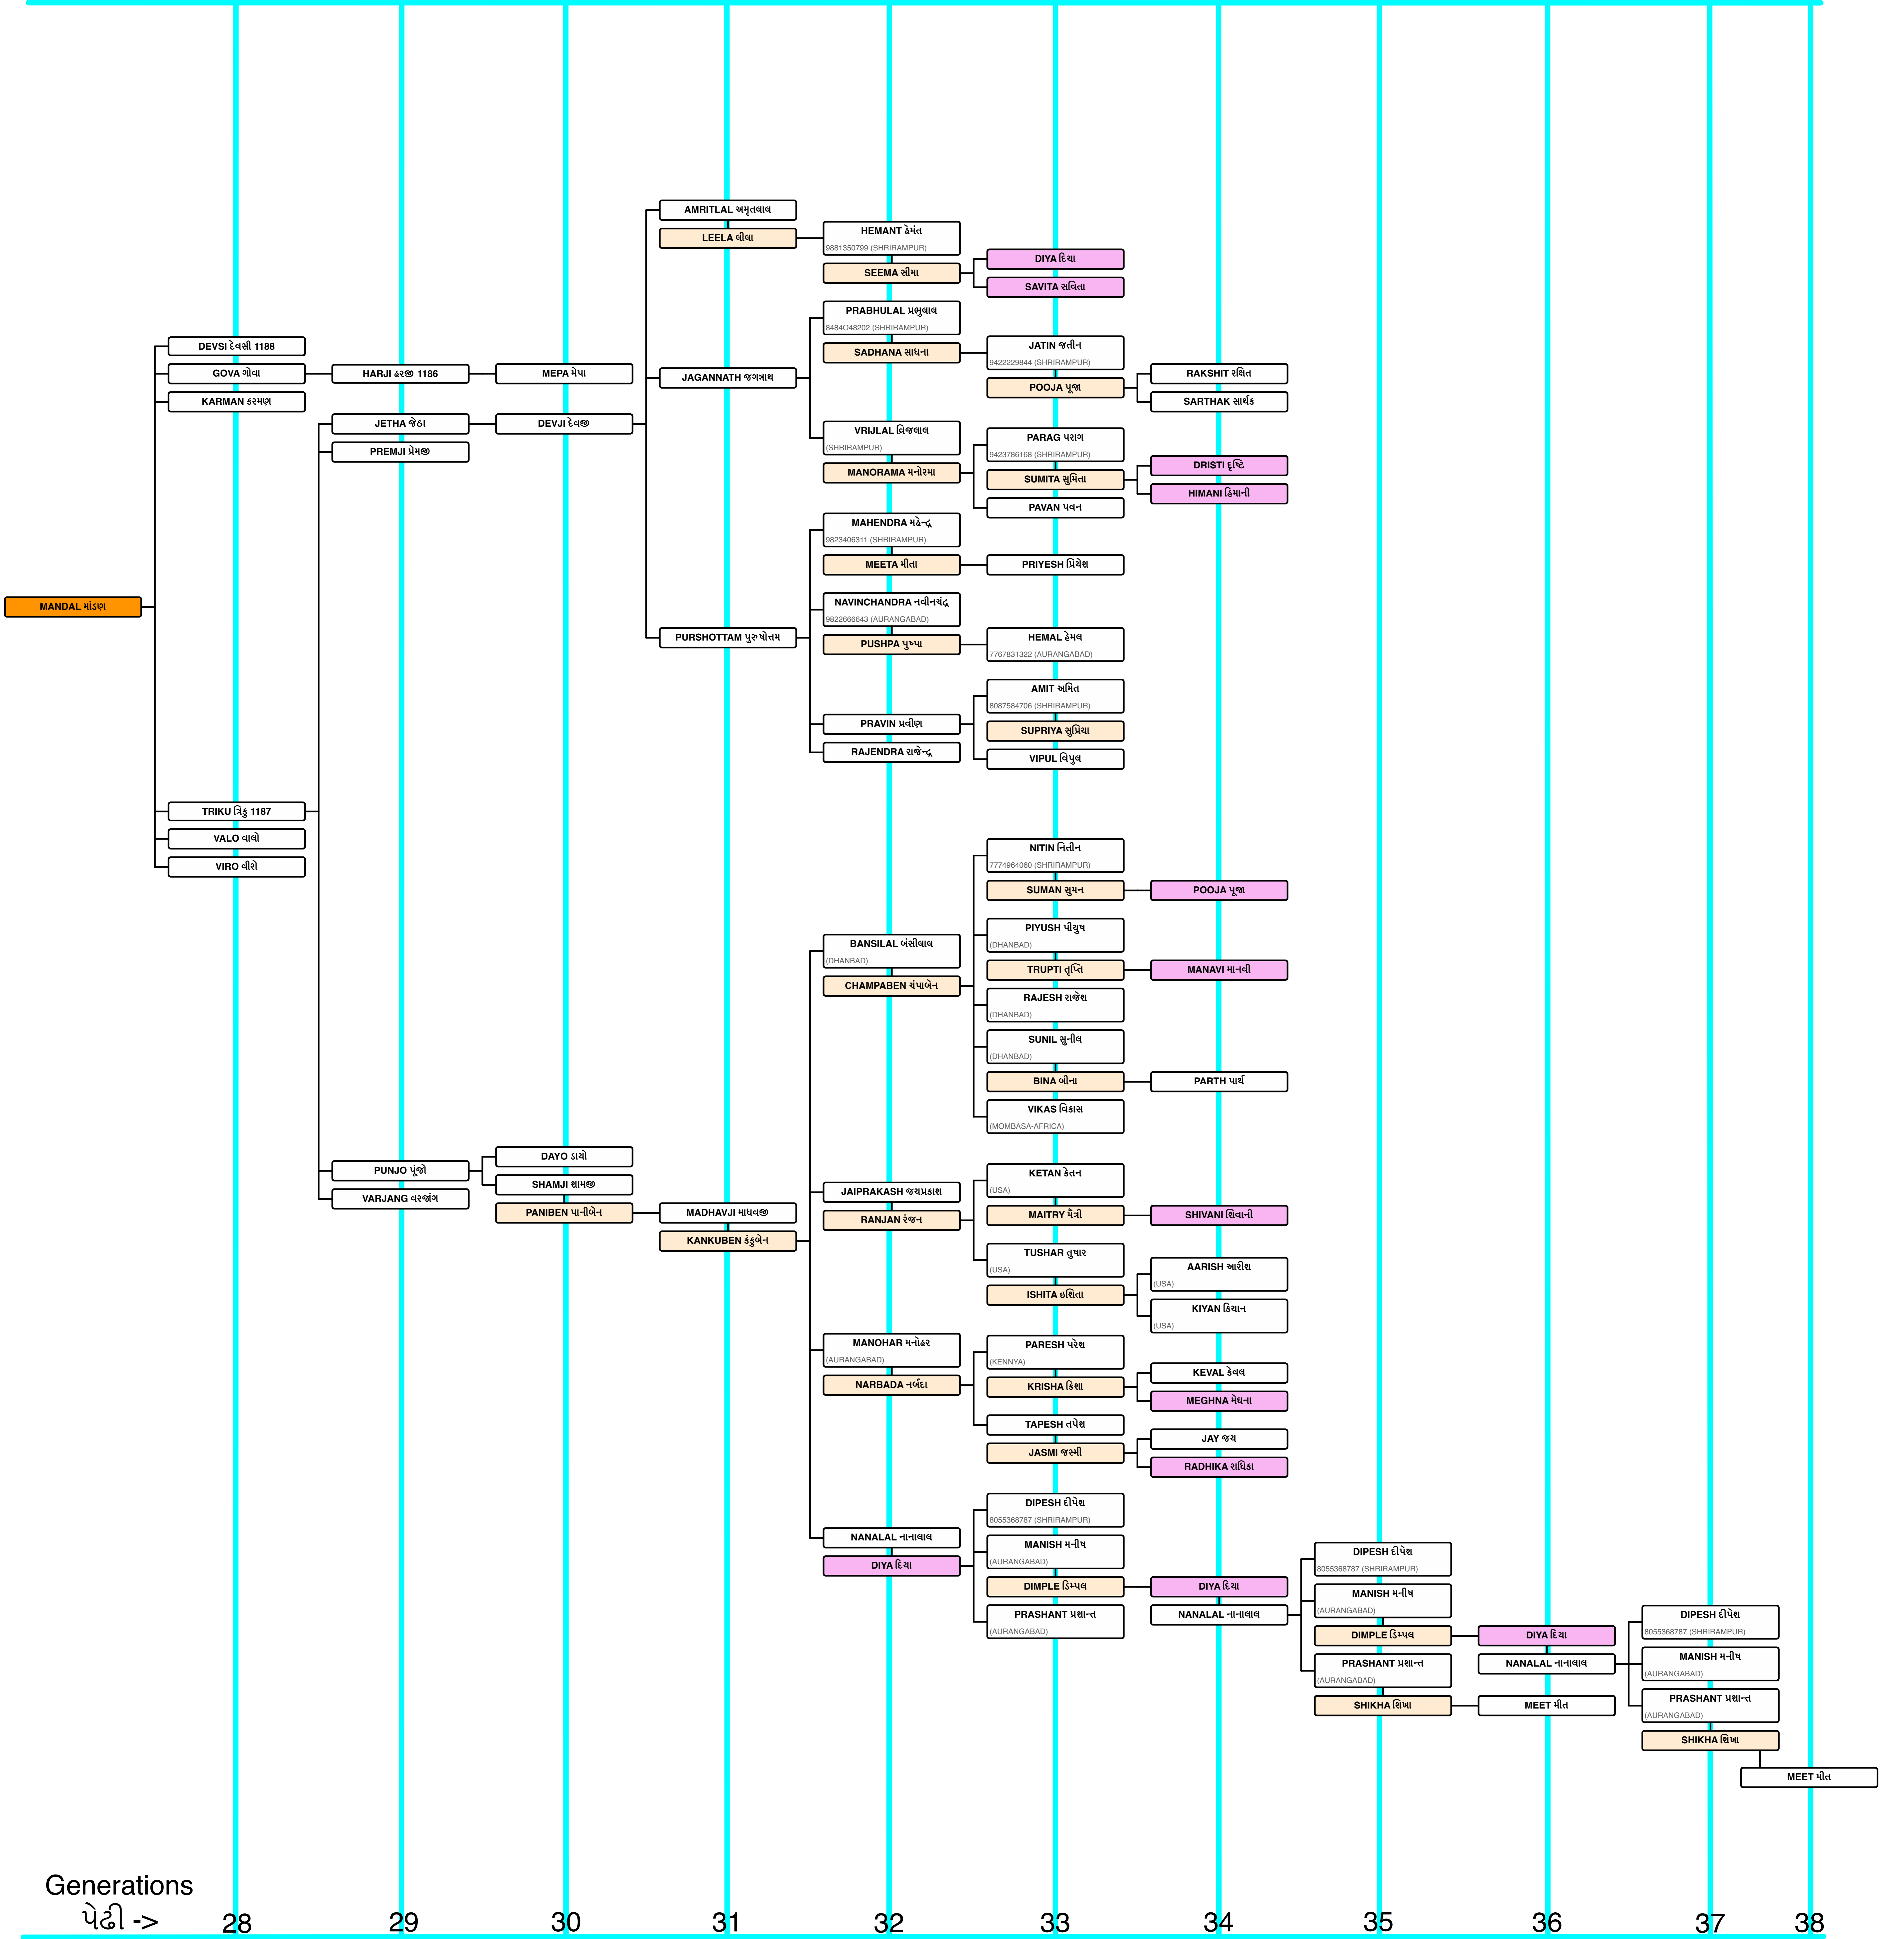 MANDAL માંડણ
DEVSI દેવસી 1188
GOVA ગોવા
KARMAN કરમણ
TRIKU ત્રિકુ 1187
VALO વાલો
VIRO વીરો
HARJI હરજી 1186
JETHA જેઠા
PREMJI પ્રેમજી
PUNJO પૂંજો
VARJANG વરજાંગ
MEPA મેપા
DEVJI દેવજી
DAYO ડાયો
SHAMJI શામજી
PANIBEN પાનીબેન
AMRITLAL અમૃતલાલ
LEELA લીલા
JAGANNATH જગન્નાથ
PURSHOTTAM પુરુષોત્તમ
MADHAVJI માધવજી
KANKUBEN કંકુબેન
HEMANT હેમંત
9881350799 (SHRIRAMPUR)
SEEMA સીમા
PRABHULAL પ્રભુલાલ
8484O48202 (SHRIRAMPUR)
SADHANA સાધના
VRIJLAL વ્રિજલાલ
(SHRIRAMPUR)
MANORAMA મનોરમા
MAHENDRA મહેન્દ્ર
9823406311 (SHRIRAMPUR)
MEETA મીતા
NAVINCHANDRA નવીનચંદ્ર
9822666643 (AURANGABAD)
PUSHPA પુષ્પા
PRAVIN પ્રવીણ
RAJENDRA રાજેન્દ્ર
BANSILAL બંસીલાલ
(DHANBAD)
CHAMPABEN ચંપાબેન
JAIPRAKASH જયપ્રકાશ
RANJAN રંજન
MANOHAR મનોહર
(AURANGABAD)
NARBADA નર્બદા
NANALAL નાનાલાલ
DIYA દિયા
DIYA દિયા
SAVITA સવિતા
JATIN જતીન
9422229844 (SHRIRAMPUR)
POOJA પૂજા
PARAG પરાગ
9423786168 (SHRIRAMPUR)
SUMITA સુમિતા
PAVAN પવન
PRIYESH પ્રિયેશ
HEMAL હેમલ
7767831322 (AURANGABAD)
AMIT અમિત
8087584706 (SHRIRAMPUR)
SUPRIYA સુપ્રિયા
VIPUL વિપુલ
NITIN નિતીન
7774964060 (SHRIRAMPUR)
SUMAN સુમન
PIYUSH પીયુષ
(DHANBAD)
TRUPTI તૃપ્તિ
RAJESH રાજેશ
(DHANBAD)
SUNIL સુનીલ
(DHANBAD)
BINA બીના
VIKAS વિકાસ
(MOMBASA-AFRICA)
KETAN કેતન
(USA)
MAITRY મૈત્રી
TUSHAR તુષાર
(USA)
ISHITA ઇશિતા
PARESH પરેશ
(KENNYA)
KRISHA ક્રિશા
TAPESH તપેશ
JASMI જસ્મી
DIPESH દીપેશ
8055368787 (SHRIRAMPUR)
MANISH મનીષ
(AURANGABAD)
DIMPLE ડિમ્પલ
PRASHANT પ્રશાન્ત
(AURANGABAD)
RAKSHIT રક્ષિત
SARTHAK સાર્થક
DRISTI દૃષ્ટિ
HIMANI હિમાની
POOJA પૂજા
MANAVI માનવી
PARTH પાર્થ
SHIVANI શિવાની
AARISH આરીશ
(USA)
KIYAN કિયાન
(USA)
KEVAL કેવલ
MEGHNA મેઘના
JAY જય
RADHIKA રાધિકા
DIYA દિયા
NANALAL નાનાલાલ
DIPESH દીપેશ
8055368787 (SHRIRAMPUR)
MANISH મનીષ
(AURANGABAD)
DIMPLE ડિમ્પલ
PRASHANT પ્રશાન્ત
(AURANGABAD)
SHIKHA શિખા
DIYA દિયા
NANALAL નાનાલાલ
MEET મીત
DIPESH દીપેશ
8055368787 (SHRIRAMPUR)
MANISH મનીષ
(AURANGABAD)
PRASHANT પ્રશાન્ત
(AURANGABAD)
SHIKHA શિખા
MEET મીત
Generations
પેઢી -> 28 29 30 31 32 33 34 35 36 37 38